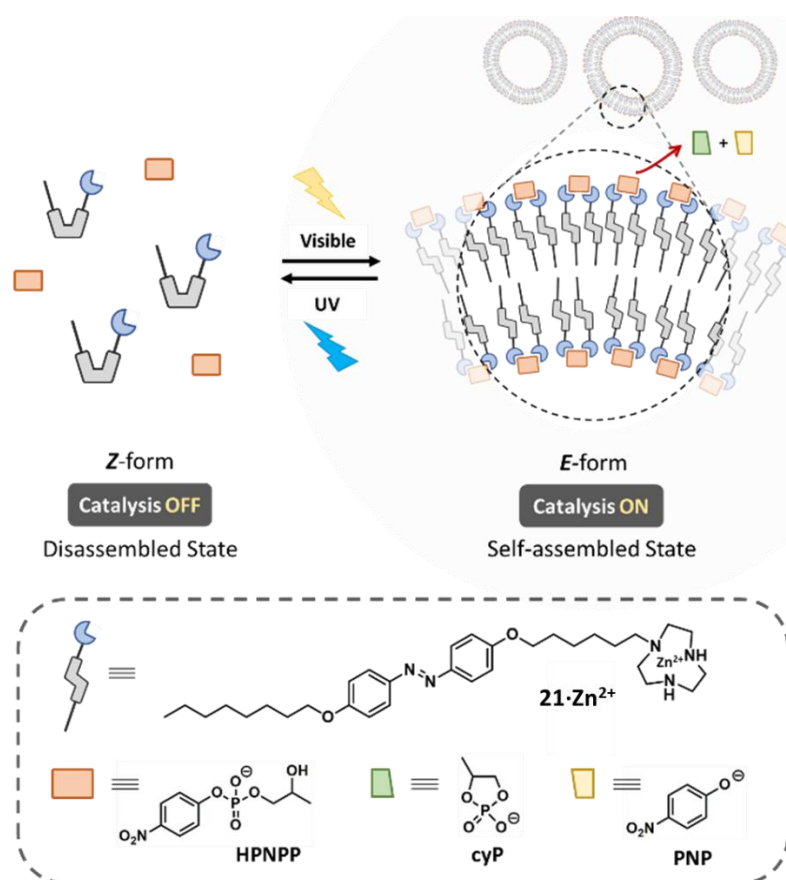 +
Visible
UV
Z-form
E-form
Catalysis OFF
Catalysis ON
Disassembled State
Self-assembled State
O
N
N
O
N
Zn²⁺
NH
N
H
21·Zn²⁺
O⊖
OH
O
P
O
O
O₂N
HPNPP
O
O
P
O
O⊖
cyP
O⊖
O₂N
PNP